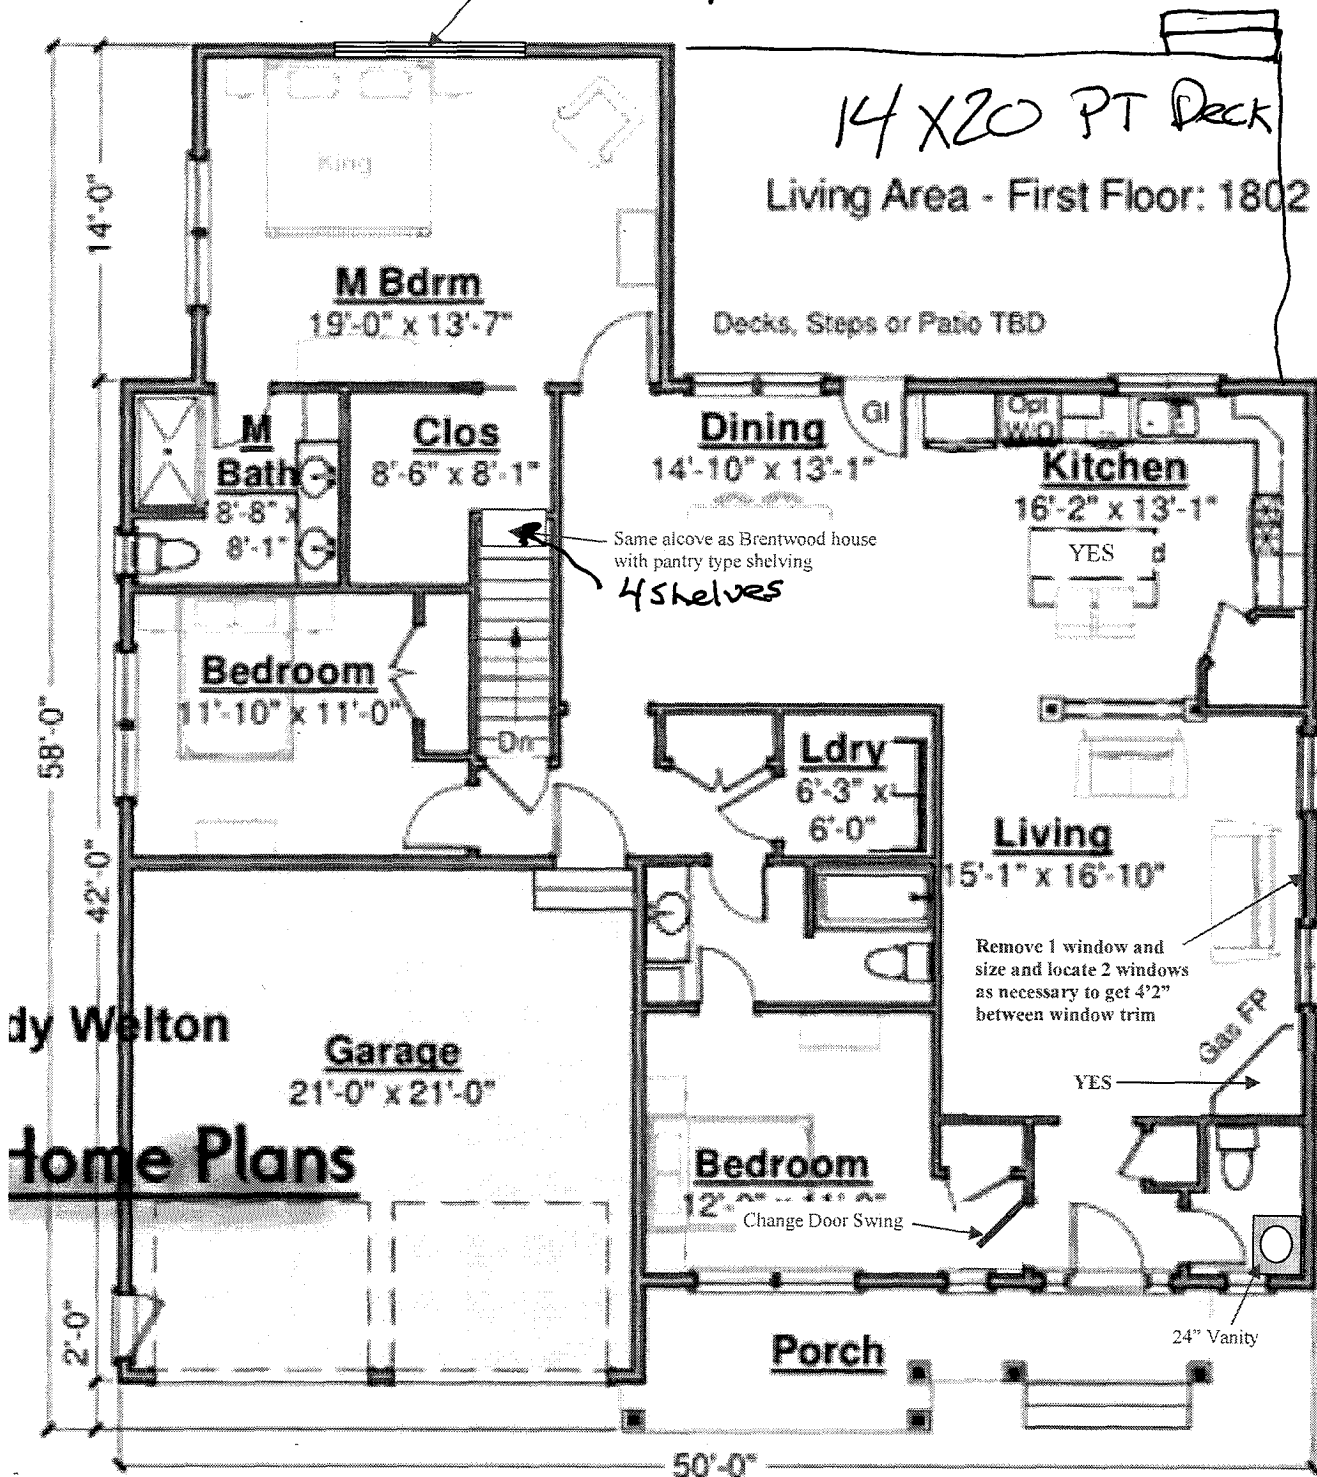 14 X20 PT Deck
Living Area - First Floor: 1802
14'-0"
King
M Bdrm
19'-0" x 13'-7"
Decks, Steps or Patio TBD
M
Bath
8'-8" x
8'-1"
Clos
8'-6" x 8'-1"
Dining
14'-10" x 13'-1"
Gl
Opt
W/O
Kitchen
16'-2" x 13'-1"
YES
Same alcove as Brentwood house
with pantry type shelving
4 shelves
Bedroom
11'-10" x 11'-0"
Dn
58'-0"
42'-0"
Ldry
6'-3" x
6'-0"
Living
15'-1" x 16'-10"
Remove 1 window and
size and locate 2 windows
as necessary to get 4'2"
between window trim
Gas FP
YES
dy Welton
Home Plans
Garage
21'-0" x 21'-0"
Bedroom
Change Door Swing
24" Vanity
Porch
2'-0"
50'-0"